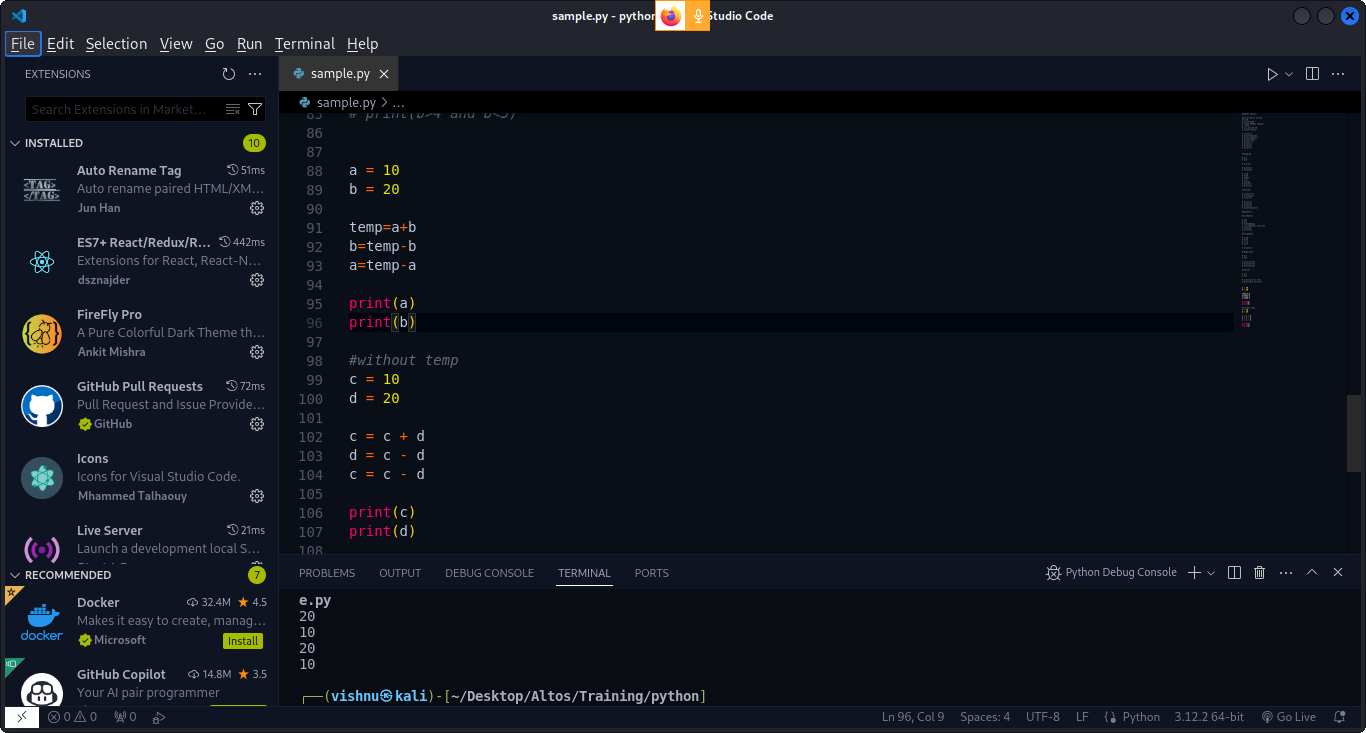 sample.py - python Studio Code
File Edit Selection View Go Run Terminal Help
EXTENSIONS
Search Extensions in Market...
INSTALLED 10
Auto Rename Tag 51ms
Auto rename paired HTML/XM...
Jun Han
<TAG>
</TAG>
ES7+ React/Redux/R... 442ms
Extensions for React, React-N...
dsznajder
FireFly Pro
A Pure Colorful Dark Theme th...
Ankit Mishra
GitHub Pull Requests 72ms
Pull Request and Issue Provide...
GitHub
Icons
Icons for Visual Studio Code.
Mhammed Talhaouy
Live Server 21ms
Launch a development local S...
RECOMMENDED 7
Docker 32.4M 4.5
Makes it easy to create, manag...
docker
Microsoft Install
GitHub Copilot 14.8M 3.5
Your AI pair programmer
sample.py
sample.py > ...
85 # print(b>4 and b<5)
86
87
88 a = 10
89 b = 20
90
91 temp=a+b
92 b=temp-b
93 a=temp-a
94
95 print(a)
96 print(b)
97
98 #without temp
99 c = 10
100 d = 20
101
102 c = c + d
103 d = c - d
104 c = c - d
105
106 print(c)
107 print(d)
108
PROBLEMS OUTPUT DEBUG CONSOLE TERMINAL PORTS Python Debug Console
e.py
20
10
20
10
┌──(vishnu㉿kali)-[~/Desktop/Altos/Training/python]
0 0 0 Ln 96, Col 9 Spaces: 4 UTF-8 LF Python 3.12.2 64-bit Go Live